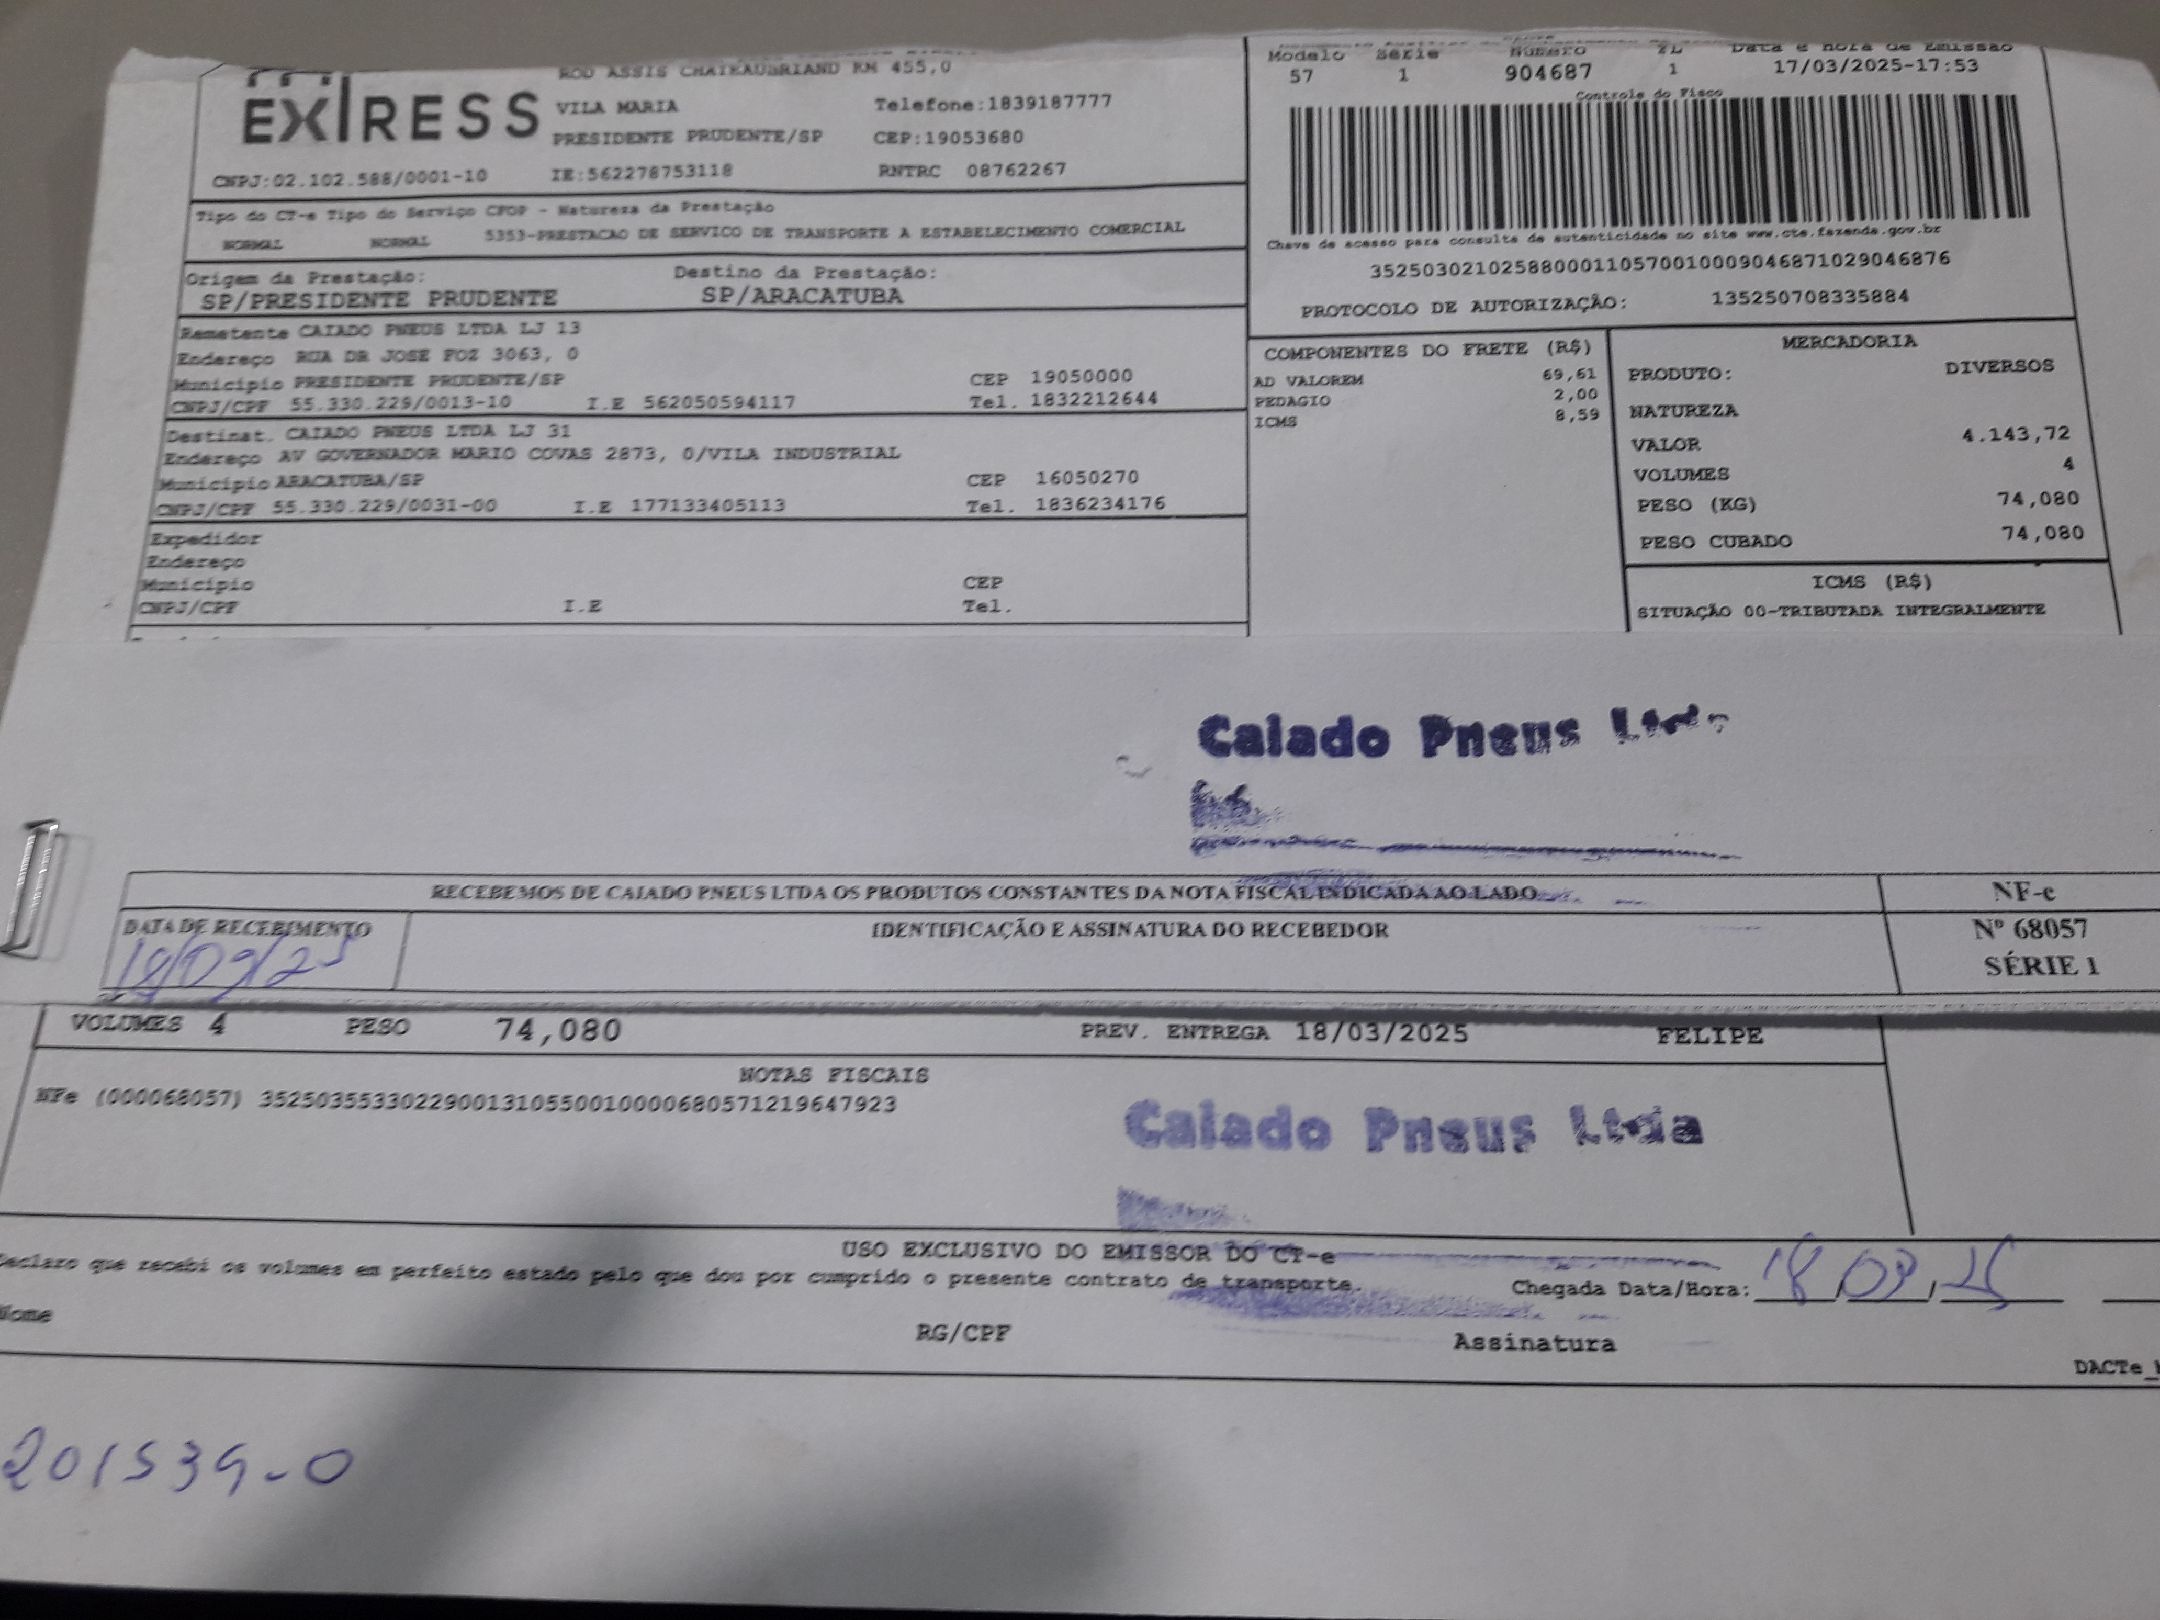 ROD ASSIS CHATEAUBRIAND KM 455,0
EXPRESS
VILA MARIA Telefone:1839187777
PRESIDENTE PRUDENTE/SP CEP:19053680
CNPJ:02.102.588/0001-10 IE:562278753118 RNTRC 08762267
Modelo Série Número FL Data e hora de Emissão
57 1 904687 1 17/03/2025-17:53
Controle do Fisco
Tipo do CT-e Tipo do Serviço CFOP - Natureza da Prestação
NORMAL NORMAL 5353-PRESTACAO DE SERVICO DE TRANSPORTE A ESTABELECIMENTO COMERCIAL
Chave de acesso para consulta de autenticidade no site www.cte.fazenda.gov.br
35250302102588000110570010009046871029046876
PROTOCOLO DE AUTORIZAÇÃO: 135250708335884
Origem da Prestação: Destino da Prestação:
SP/PRESIDENTE PRUDENTE SP/ARACATUBA
Remetente CAIADO PNEUS LTDA LJ 13
Endereço RUA DR JOSE FOZ 3063, 0
Município PRESIDENTE PRUDENTE/SP CEP 19050000
CNPJ/CPF 55.330.229/0013-10 I.E 562050594117 Tel. 1832212644
Destinat. CAIADO PNEUS LTDA LJ 31
Endereço AV GOVERNADOR MARIO COVAS 2873, 0/VILA INDUSTRIAL
Município ARACATUBA/SP CEP 16050270
CNPJ/CPF 55.330.229/0031-00 I.E 177133405113 Tel. 1836234176
Expedidor
Endereço
Município CEP
CNPJ/CPF I.E Tel.
COMPONENTES DO FRETE (R$)
AD VALOREM 69,61
PEDAGIO 2,00
ICMS 8,59
MERCADORIA
PRODUTO: DIVERSOS
NATUREZA
VALOR 4.143,72
VOLUMES 4
PESO (KG) 74,080
PESO CUBADO 74,080
ICMS (R$)
SITUAÇÃO 00-TRIBUTADA INTEGRALMENTE
Caiado Pneus Ltda
RECEBEMOS DE CAIADO PNEUS LTDA OS PRODUTOS CONSTANTES DA NOTA FISCAL INDICADA AO LADO
NF-e
DATA DE RECEBIMENTO IDENTIFICAÇÃO E ASSINATURA DO RECEBEDOR
Nº 68057
SÉRIE 1
18/03/25
VOLUMES 4 PESO 74,080 PREV. ENTREGA 18/03/2025 FELIPE
NOTAS FISCAIS
NFe (000068057) 35250355330229001310550010000680571219647923
Caiado Pneus Ltda
USO EXCLUSIVO DO EMISSOR DO CT-e
Declaro que recebi os volumes em perfeito estado pelo que dou por cumprido o presente contrato de transporte.
Chegada Data/Hora: 18,03,25
Nome RG/CPF Assinatura
DACTe_
201539-0